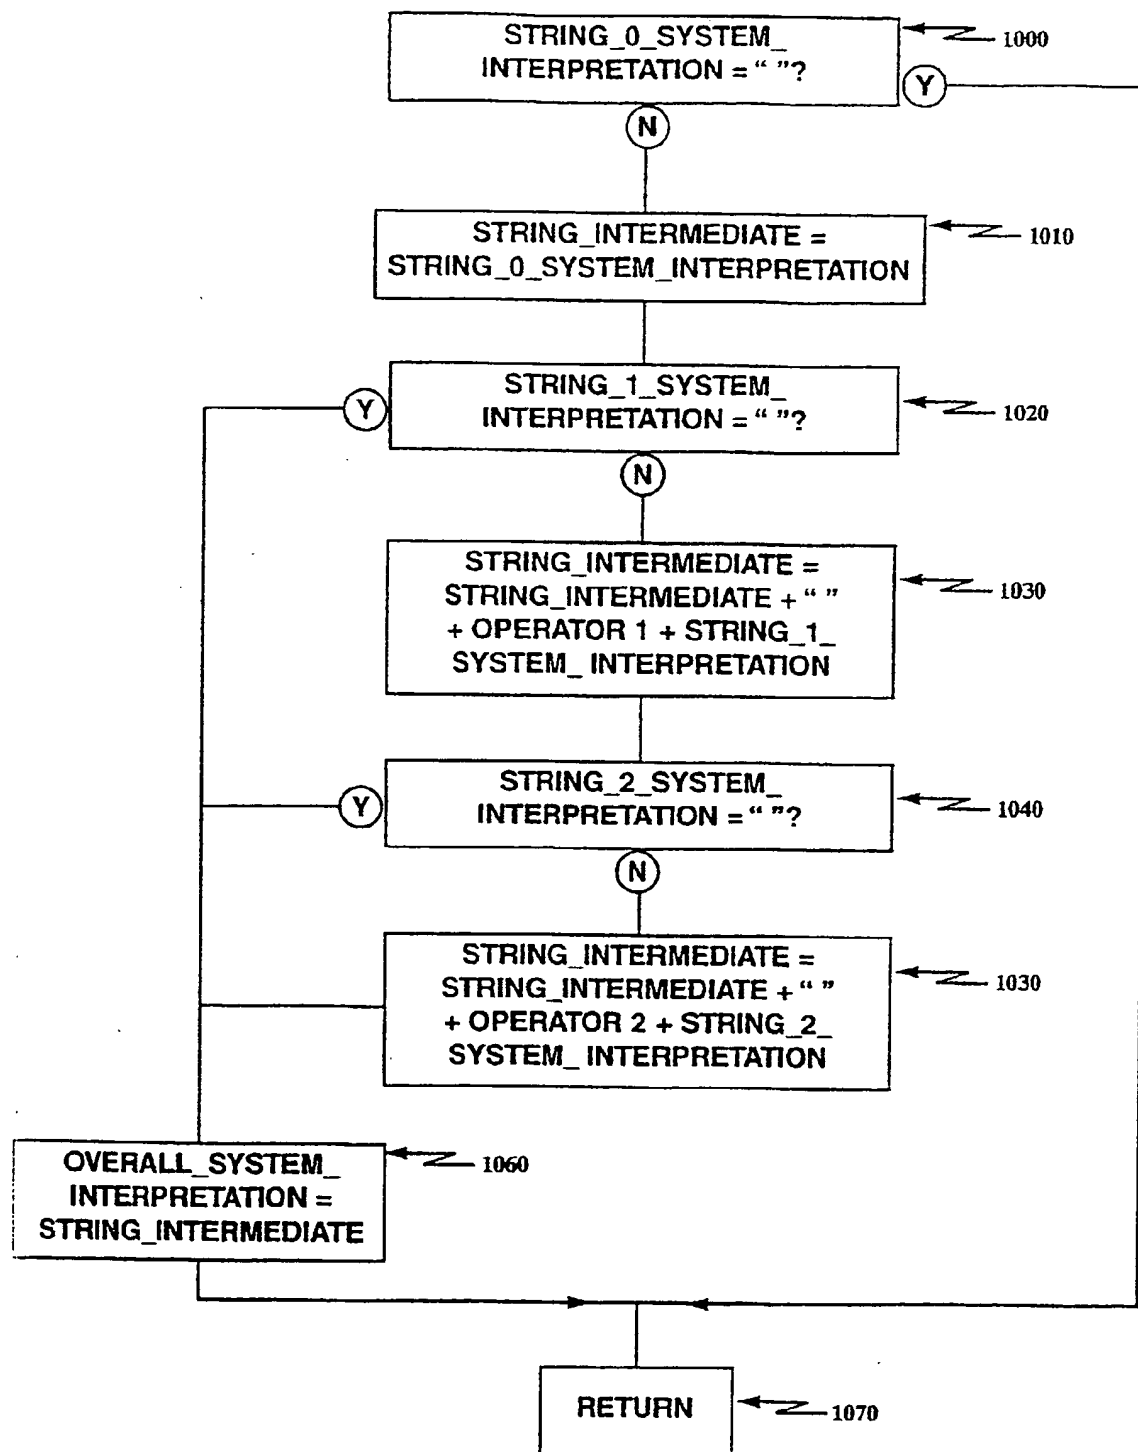 STRING_0_SYSTEM_
INTERPRETATION = “ ”?
1000
Y
N
STRING_INTERMEDIATE =
STRING_0_SYSTEM_INTERPRETATION
1010
STRING_1_SYSTEM_
INTERPRETATION = “ ”?
1020
Y
N
STRING_INTERMEDIATE =
STRING_INTERMEDIATE + “ ”
+ OPERATOR 1 + STRING_1_
SYSTEM_ INTERPRETATION
1030
STRING_2_SYSTEM_
INTERPRETATION = “ ”?
1040
Y
N
STRING_INTERMEDIATE =
STRING_INTERMEDIATE + “ ”
+ OPERATOR 2 + STRING_2_
SYSTEM_ INTERPRETATION
1030
OVERALL_SYSTEM_
INTERPRETATION =
STRING_INTERMEDIATE
1060
RETURN
1070